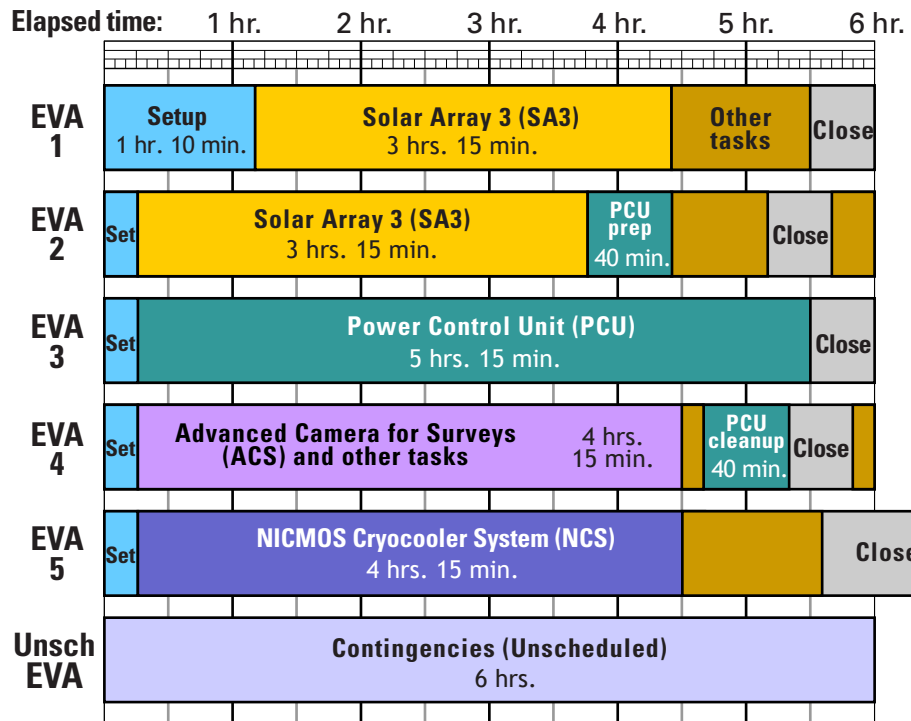 Elapsed time: 1 hr. 2 hr. 3 hr. 4 hr. 5 hr. 6 hr.
EVA
1
Setup
1 hr. 10 min.
Solar Array 3 (SA3)
3 hrs. 15 min.
Other
tasks
Close
EVA
2
Set
Solar Array 3 (SA3)
3 hrs. 15 min.
PCU
prep
40 min.
Close
EVA
3
Set
Power Control Unit (PCU)
5 hrs. 15 min.
Close
EVA
4
Set
Advanced Camera for Surveys
(ACS) and other tasks
4 hrs.
15 min.
PCU
cleanup
40 min.
Close
EVA
5
Set
NICMOS Cryocooler System (NCS)
4 hrs. 15 min.
Close
Unsch
EVA
Contingencies (Unscheduled)
6 hrs.